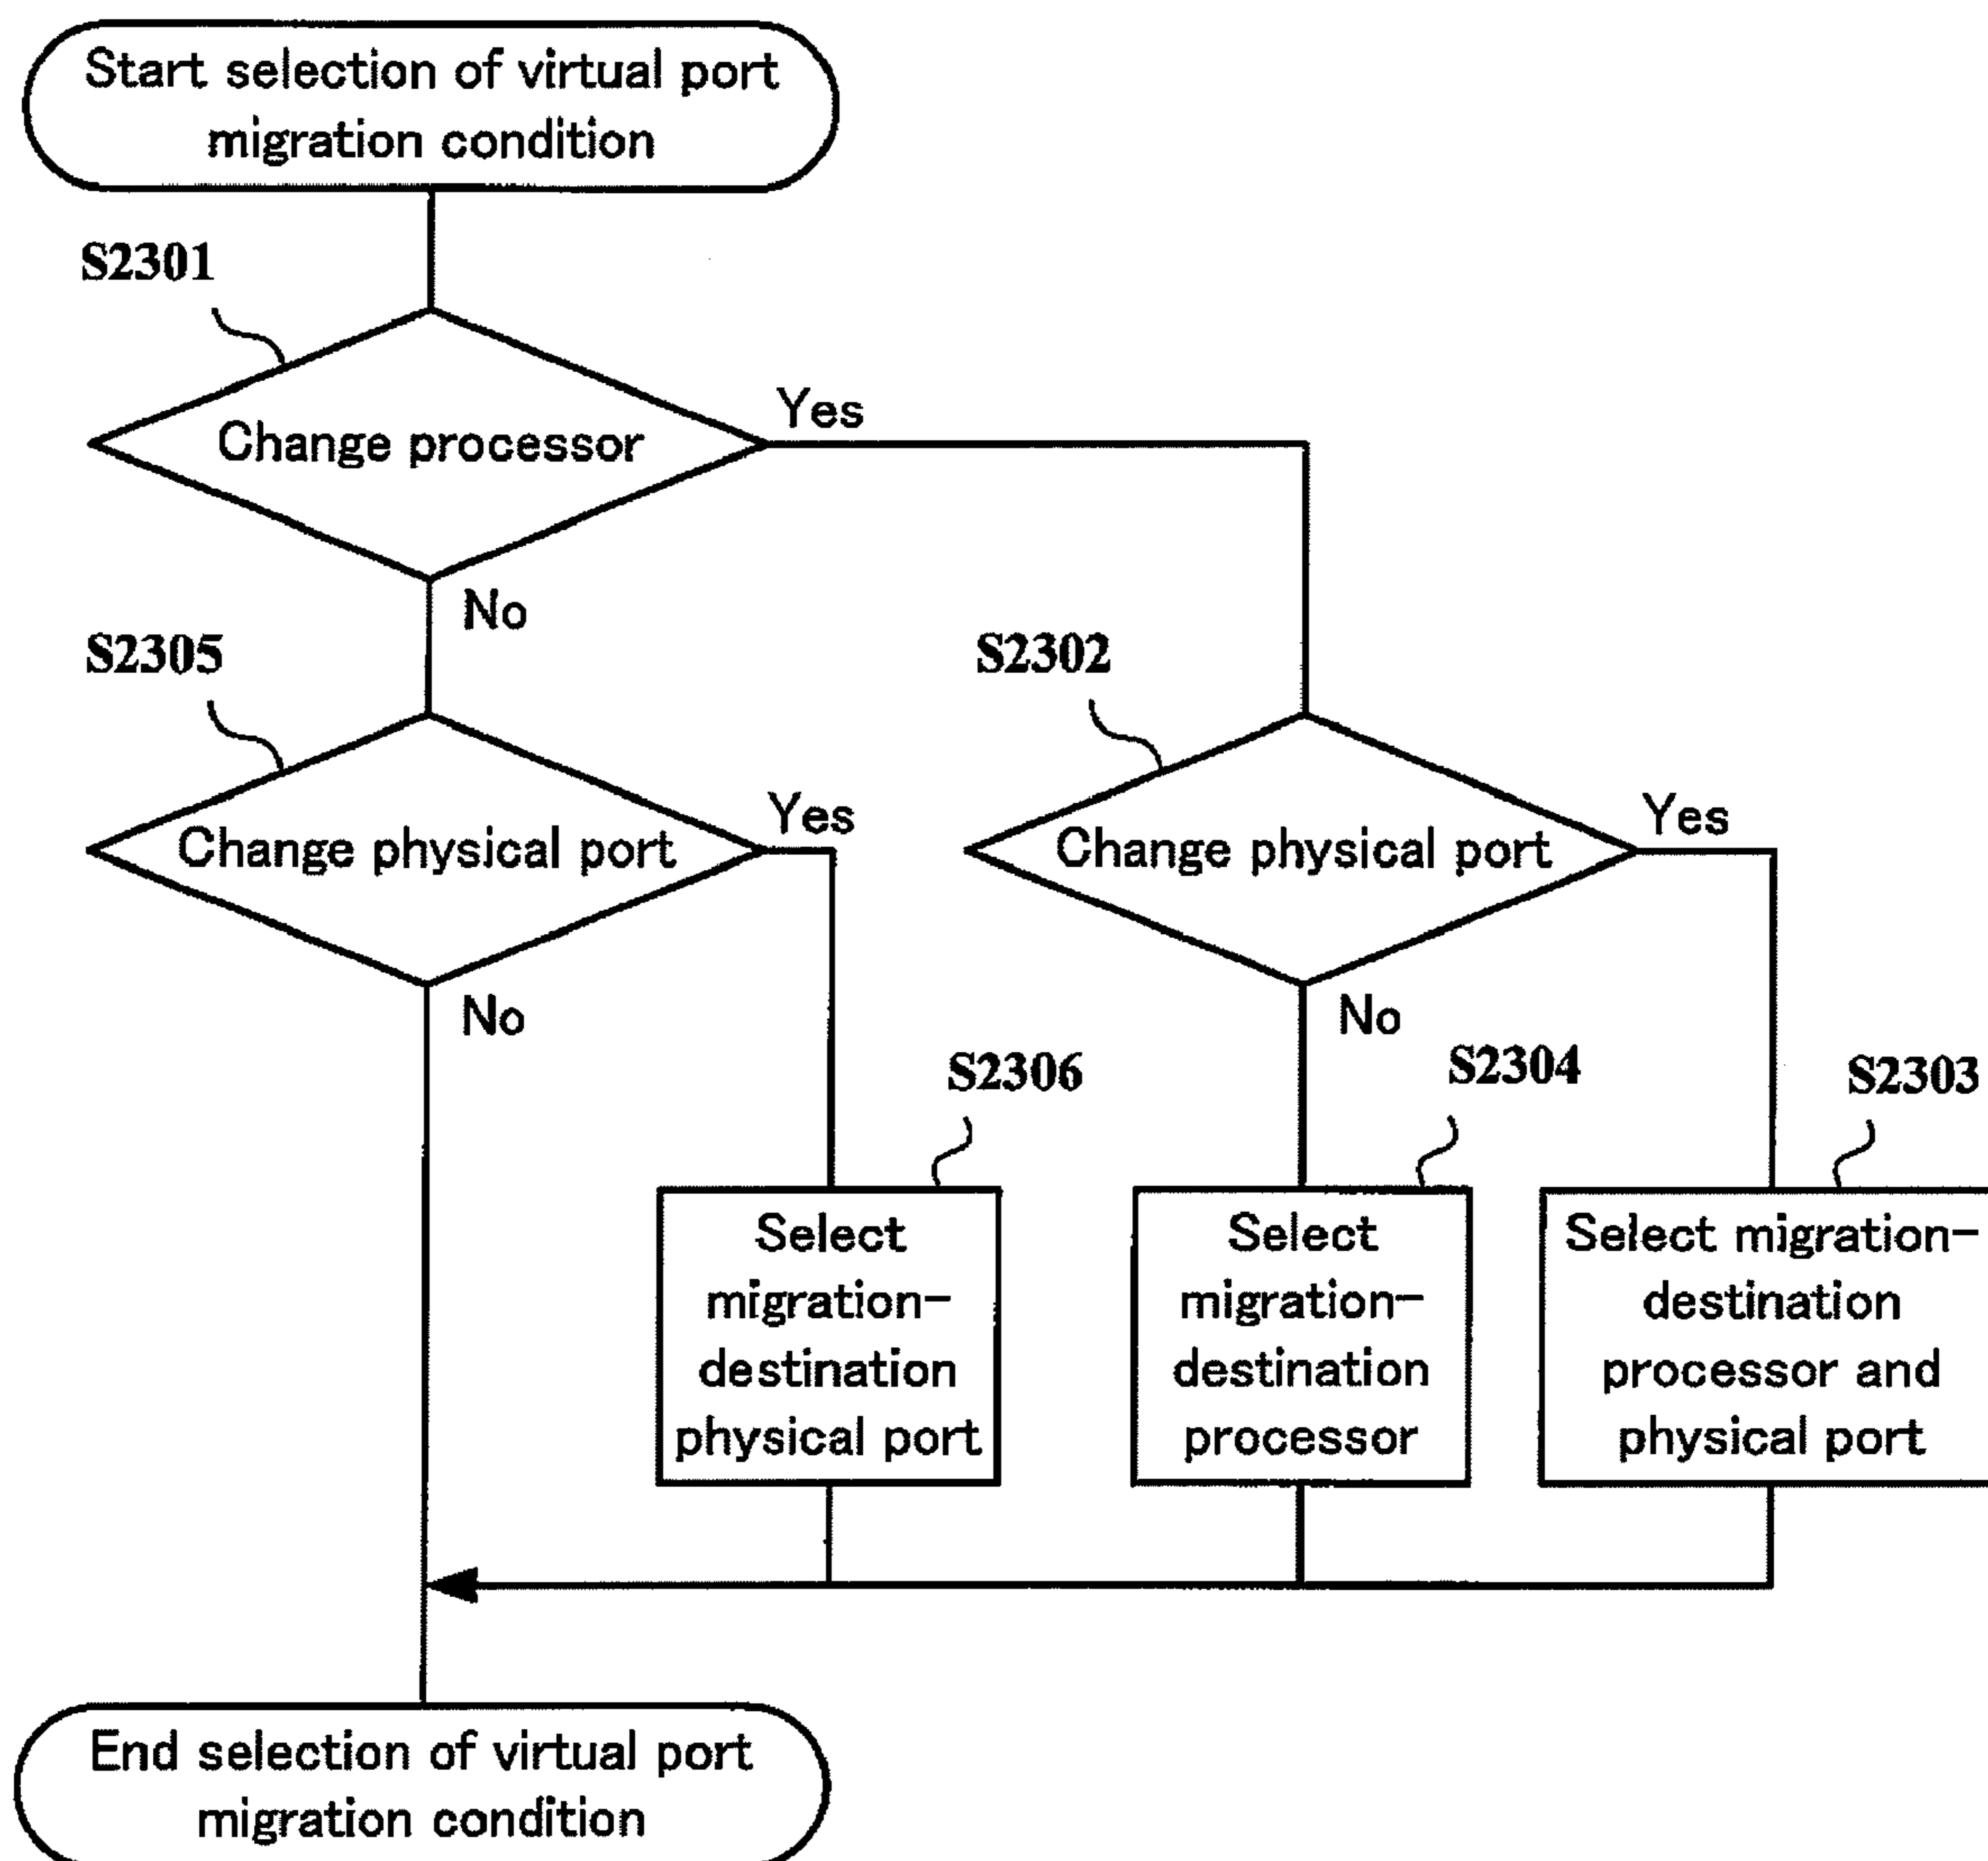 Start selection of virtual port
migration condition
S2301
Change processor
Yes
No
S2305
S2302
Change physical port
Yes
Change physical port
Yes
No
No
S2306
S2304
S2303
Select
migration-
destination
physical port
Select
migration-
destination
processor
Select migration-
destination
processor and
physical port
End selection of virtual port
migration condition